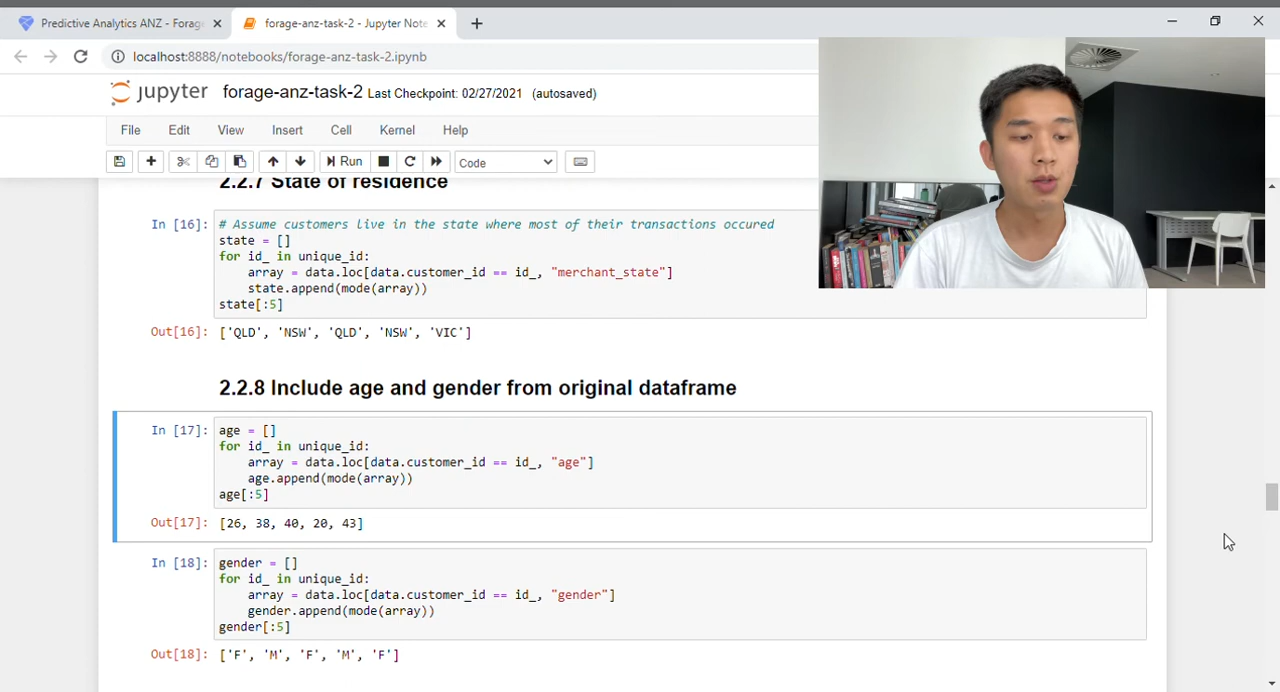 Predictive Analytics ANZ - Forag
forage-anz-task-2 - Jupyter Note
localhost:8888/notebooks/forage-anz-task-2.ipynb
jupyter forage-anz-task-2 Last Checkpoint: 02/27/2021 (autosaved)
File Edit View Insert Cell Kernel Help
Run Code
2.2.7 State of residence
In [16]: # Assume customers live in the state where most of their transactions occured
state = []
for id_ in unique_id:
array = data.loc[data.customer_id == id_, "merchant_state"]
state.append(mode(array))
state[:5]
Out[16]: ['QLD', 'NSW', 'QLD', 'NSW', 'VIC']
2.2.8 Include age and gender from original dataframe
In [17]: age = []
for id_ in unique_id:
array = data.loc[data.customer_id == id_, "age"]
age.append(mode(array))
age[:5]
Out[17]: [26, 38, 40, 20, 43]
In [18]: gender = []
for id_ in unique_id:
array = data.loc[data.customer_id == id_, "gender"]
gender.append(mode(array))
gender[:5]
Out[18]: ['F', 'M', 'F', 'M', 'F']